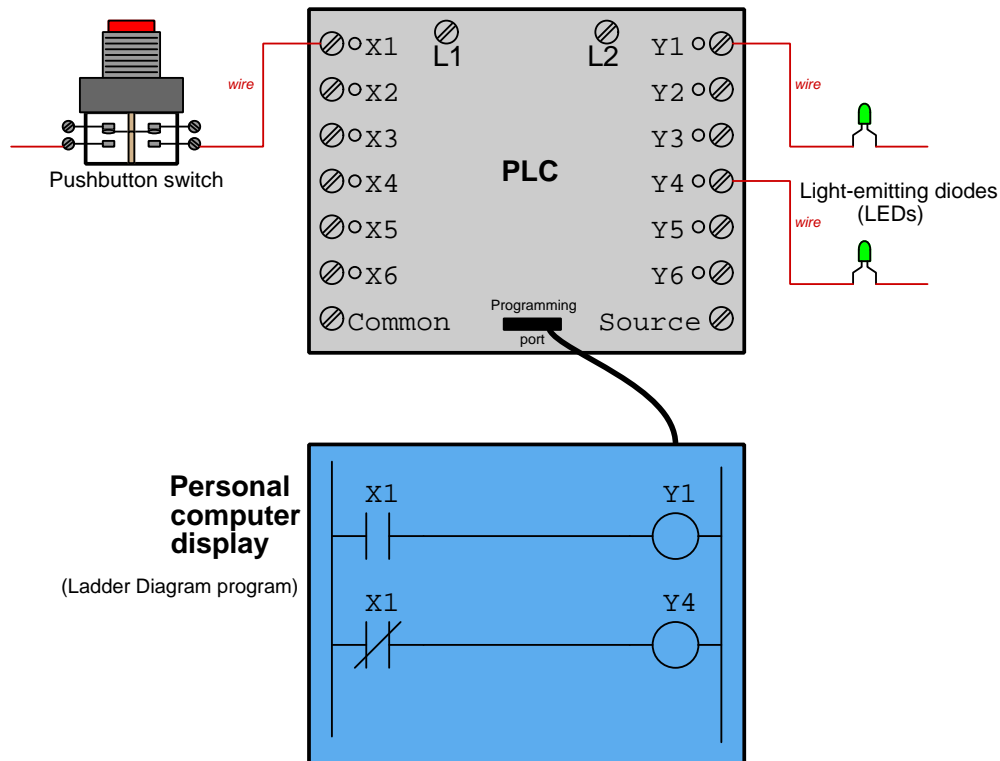 X1
L1
L2
Y1
wire
wire
X2
Y2
X3
Y3
Pushbutton switch
X4
PLC
Y4
Light-emitting diodes
(LEDs)
wire
X5
Y5
X6
Y6
Common
Programming
port
Source
Personal
computer
display
(Ladder Diagram program)
X1
Y1
X1
Y4